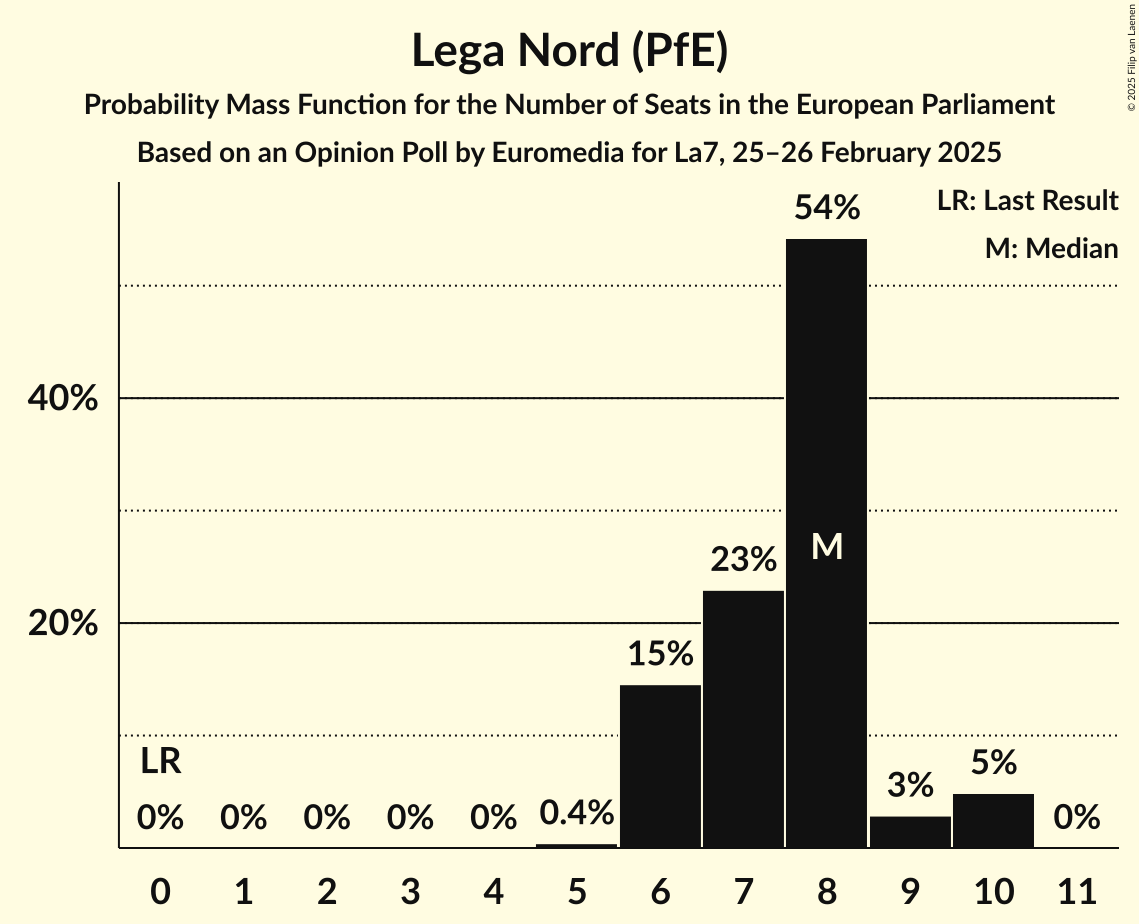 Lega Nord (PfE)
Probability Mass Function for the Number of Seats in the European Parliament
Based on an Opinion Poll by Euromedia for La7, 25–26 February 2025
© 2025 Filip van Laenen
LR: Last Result
M: Median
54%
40%
M
23%
20%
15%
LR
5%
3%
0% 0% 0% 0% 0% 0.4% 0%
0 1 2 3 4 5 6 7 8 9 10 11